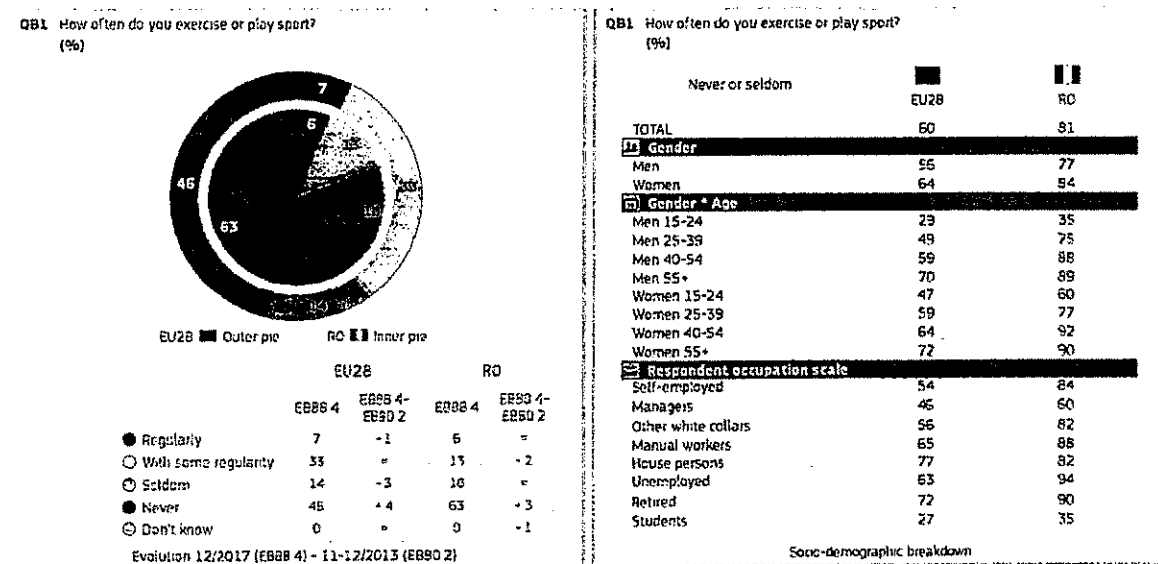 QB1 How often do you exercise or play sport?
(%)
7
6
46
63
EU28 Outer pie RO Inner pie
EU28 RO
EB88 4 EB88 4- EB80 2 EB88 4 EB80 2
Regularly 7 -1 6 =
With some regularity 33 = 13 -2
Seldom 14 -3 18 =
Never 46 +4 63 +3
Don't know 0 = 0 -1
Evolution 12/2017 (EB88 4) - 11-12/2013 (EB80 2)
QB1 How often do you exercise or play sport?
(%)
Never or seldom
EU28 RO
TOTAL 60 81
Gender
Men 56 77
Women 64 84
Gender * Age
Men 15-24 29 35
Men 25-39 49 75
Men 40-54 59 88
Men 55+ 70 89
Women 15-24 47 60
Women 25-39 59 77
Women 40-54 64 92
Women 55+ 72 90
Respondent occupation scale
Self-employed 54 84
Managers 46 60
Other white collars 56 82
Manual workers 65 88
House persons 77 82
Unemployed 63 94
Retired 72 90
Students 27 35
Socio-demographic breakdown